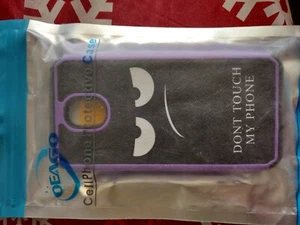 OEAGO
CellPhone Protective Case
DONT TOUCH
MY PHONE